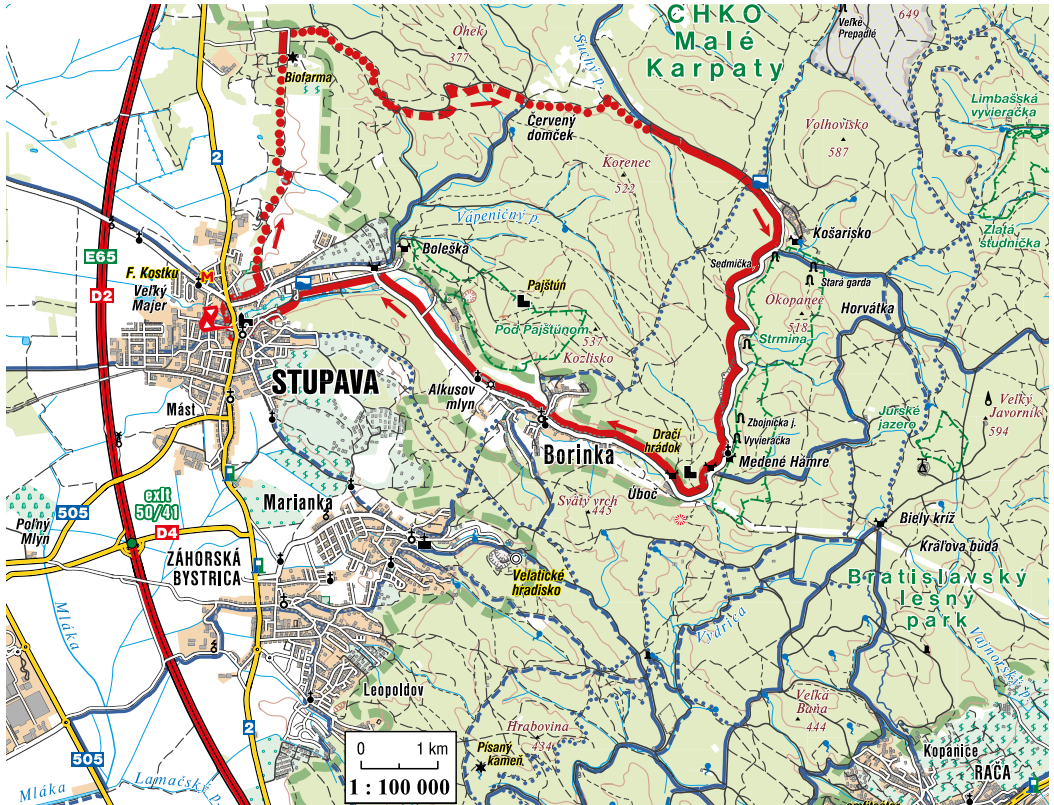 CHKO
Malé
Karpaty
Veľké
Prepadlé
649
Ohek
377
Suchý p.
Biofarma
Limbašská
vyvieračka
Červený
domček
Volhovisko
587
2
Korenec
522
Vápeničný p.
Košarisko
Zlatá
studnička
Boleška
E65
F. Kostku
M
Veľký
Majer
Sedmička
Stará garda
D2
Pajštún
Okopanec
518
Horvátka
Pod Pajštúnom
537
Kozlisko
Strmina
STUPAVA
Alkusov
mlyn
Mást
Veľký
Javorník
594
Jurské
jazero
Zbojnícka j.
Vyvieračka
Dračí
hrádok
Borinka
Medené Hámre
Úboč
exit
50/41
505
Marianka
Svätý vrch
445
Poľný
Mlyn
D4
Biely kríž
ZÁHORSKÁ
BYSTRICA
Kráľova búda
Velatické
hradisko
Bratislavský
lesný
park
Mláka
Vydrica
Vajnorský p.
Leopoldov
Veľká
Baňa
444
2
Hrabovina
434
Písaný
kameň
0 1 km
1 : 100 000
505
Kopanice
RAČA
Lamačský p.
Mláka